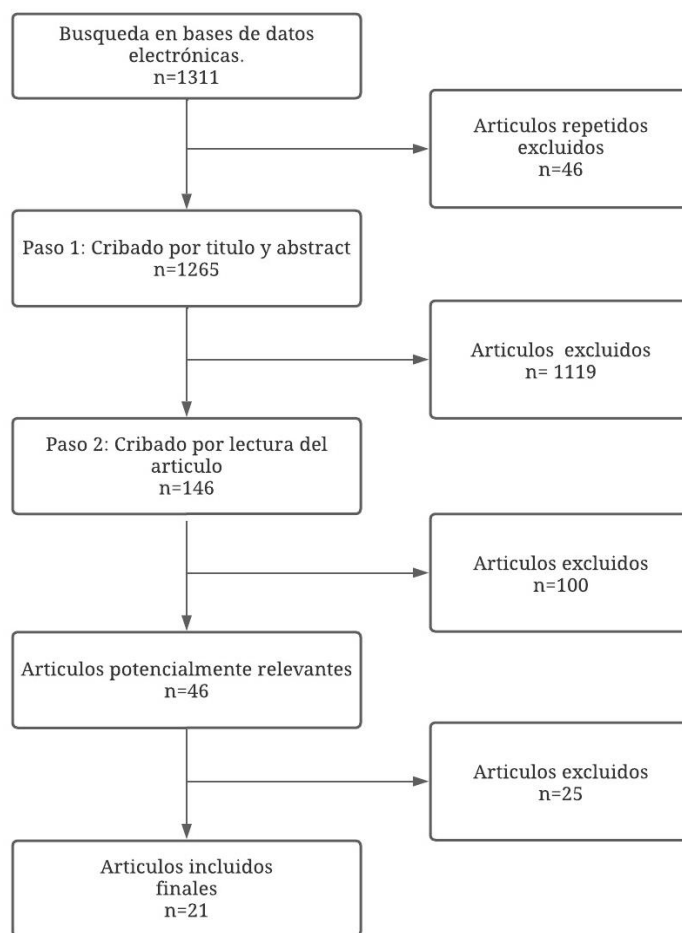 Busqueda en bases de datos
electrónicas.
n=1311
Articulos repetidos
excluidos
n=46
Paso 1: Cribado por titulo y abstract
n=1265
Articulos excluidos
n= 1119
Paso 2: Cribado por lectura del
articulo
n=146
Articulos excluidos
n=100
Articulos potencialmente relevantes
n=46
Articulos excluidos
n=25
Articulos incluidos
finales
n=21